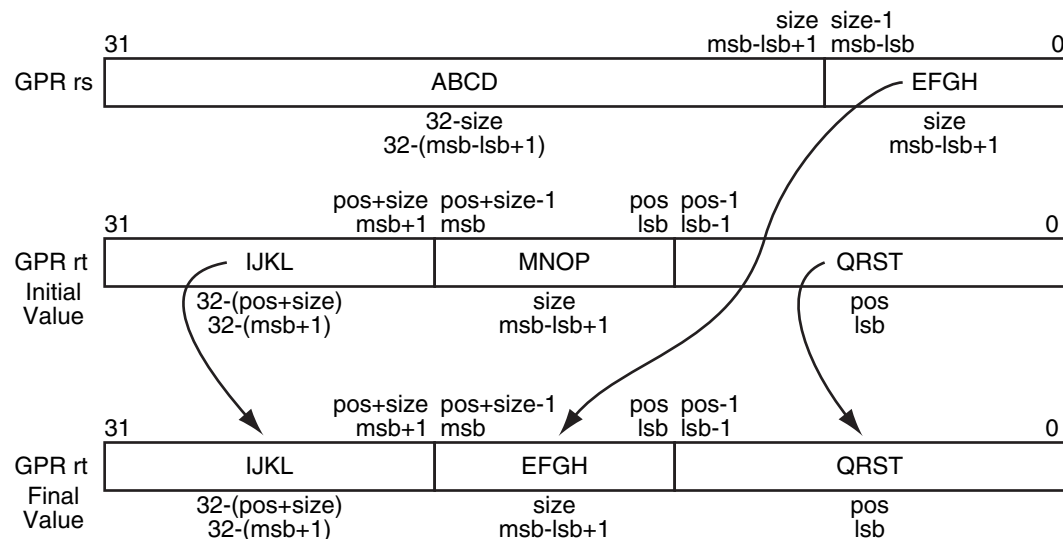 size size-1
31 msb-lsb+1 msb-lsb 0
GPR rs ABCD EFGH
32-size size
32-(msb-lsb+1) msb-lsb+1
pos+size pos+size-1 pos pos-1
31 msb+1 msb lsb lsb-1 0
GPR rt IJKL MNOP QRST
Initial 32-(pos+size) size pos
Value 32-(msb+1) msb-lsb+1 lsb
pos+size pos+size-1 pos pos-1
31 msb+1 msb lsb lsb-1 0
GPR rt IJKL EFGH QRST
Final 32-(pos+size) size pos
Value 32-(msb+1) msb-lsb+1 lsb